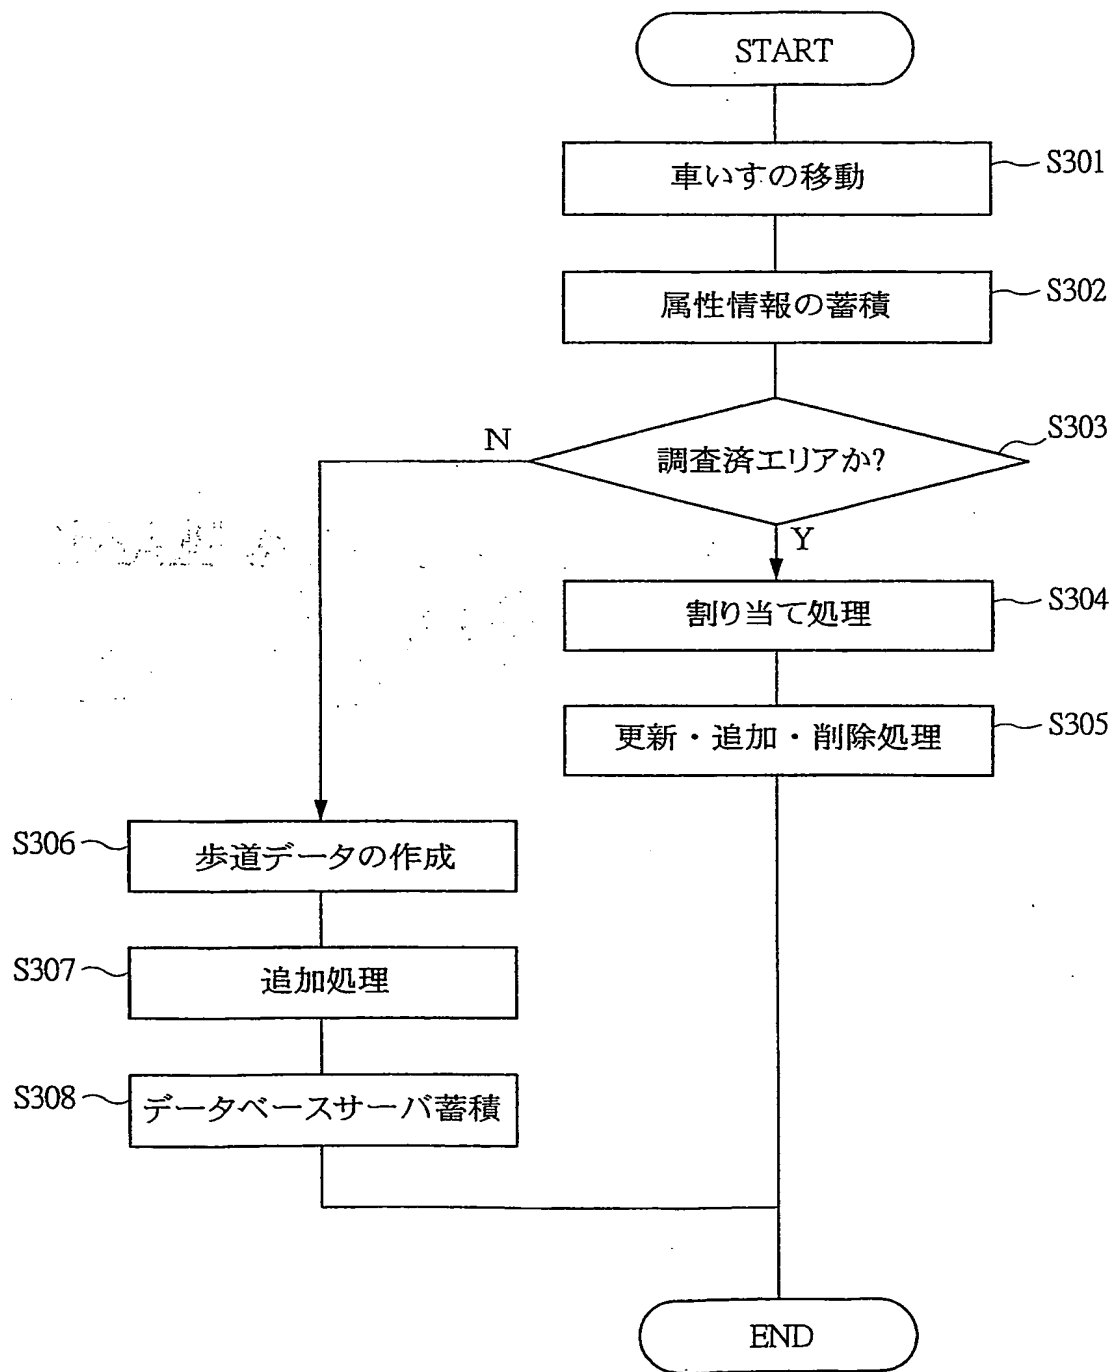 START
車いすの移動
S301
属性情報の蓄積
S302
調査済エリアか?
S303
N
Y
割り当て処理
S304
更新・追加・削除処理
S305
S306
歩道データの作成
S307
追加処理
S308
データベースサーバ蓄積
END